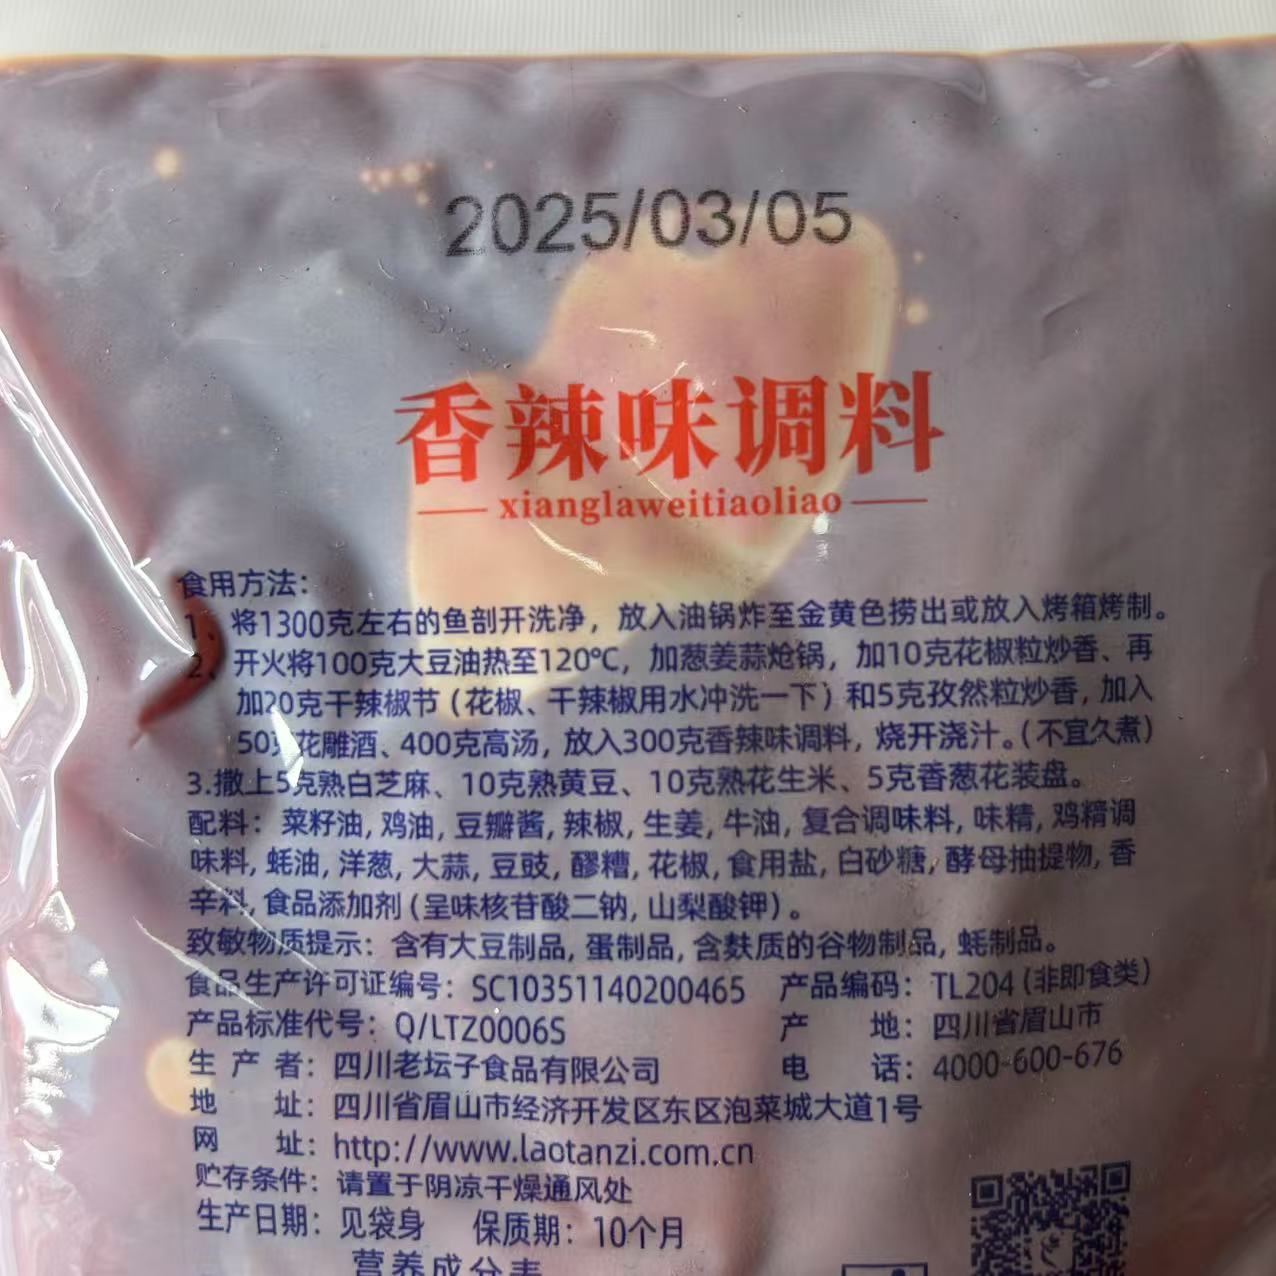 2025/03/05
香辣味调料
xianglaweitiaoliao
食用方法：
1、将1300克左右的鱼剖开洗净，放入油锅炸至金黄色捞出或放入烤箱烤制。
2、开火将100克大豆油热至120℃，加葱姜蒜炝锅，加10克花椒粒炒香、再
加20克干辣椒节（花椒、干辣椒用水冲洗一下）和5克孜然粒炒香，加入
50克花雕酒、400克高汤，放入300克香辣味调料，烧开浇汁。（不宜久煮）
3.撒上5克熟白芝麻、10克熟黄豆、10克熟花生米、5克香葱花装盘。
配料：菜籽油，鸡油，豆瓣酱，辣椒，生姜，牛油，复合调味料，味精，鸡精调
味料，蚝油，洋葱，大蒜，豆豉，醪糟，花椒，食用盐，白砂糖，酵母抽提物，香
辛料，食品添加剂（呈味核苷酸二钠，山梨酸钾）。
致敏物质提示：含有大豆制品，蛋制品，含麸质的谷物制品，蚝制品。
食品生产许可证编号：SC10351140200465 产品编码：TL204（非即食类）
产品标准代号：Q/LTZ0006S 产 地：四川省眉山市
生 产 者：四川老坛子食品有限公司 电 话：4000-600-676
地 址：四川省眉山市经济开发区东区泡菜城大道1号
网 址：http://www.laotanzi.com.cn
贮存条件：请置于阴凉干燥通风处
生产日期：见袋身 保质期：10个月
营养成分表